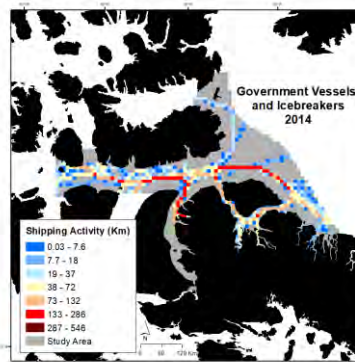 Government Vessels
and Icebreakers
2014
Shipping Activity (Km)
0.03 - 7.6
7.7 - 18
19 - 37
38 - 72
73 - 132
133 - 286
287 - 546
Study Area